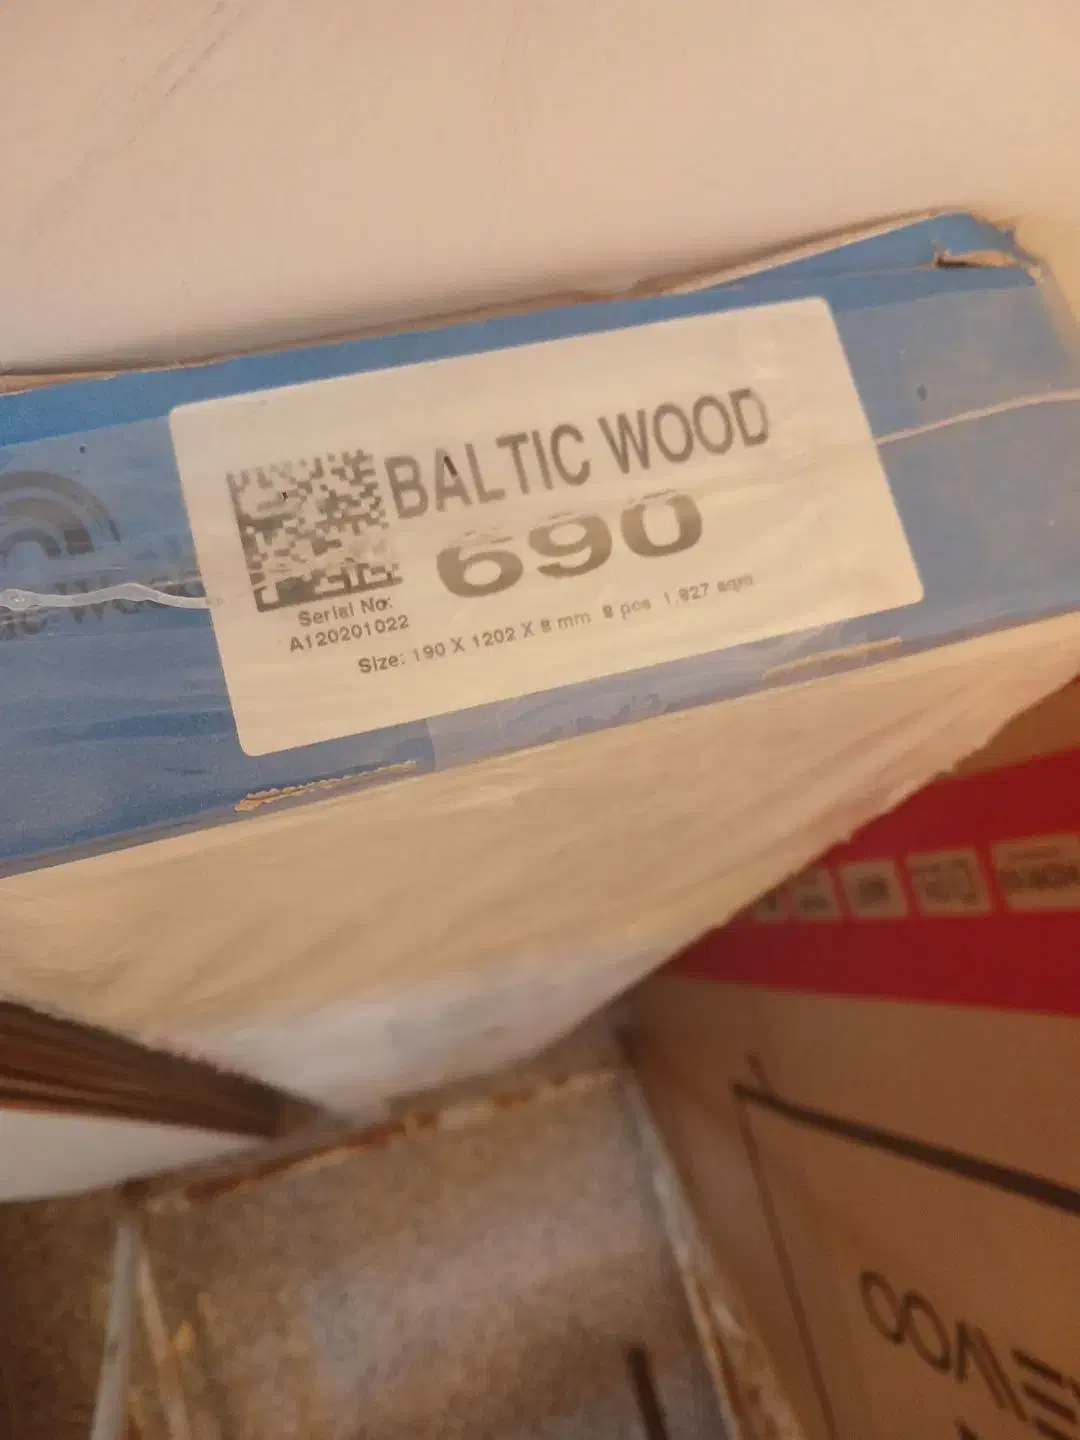 BALTIC WOOD
690
Serial No:
A120201022
Size: 190 X 1202 X 8 mm 8 pcs 1.827 sqm